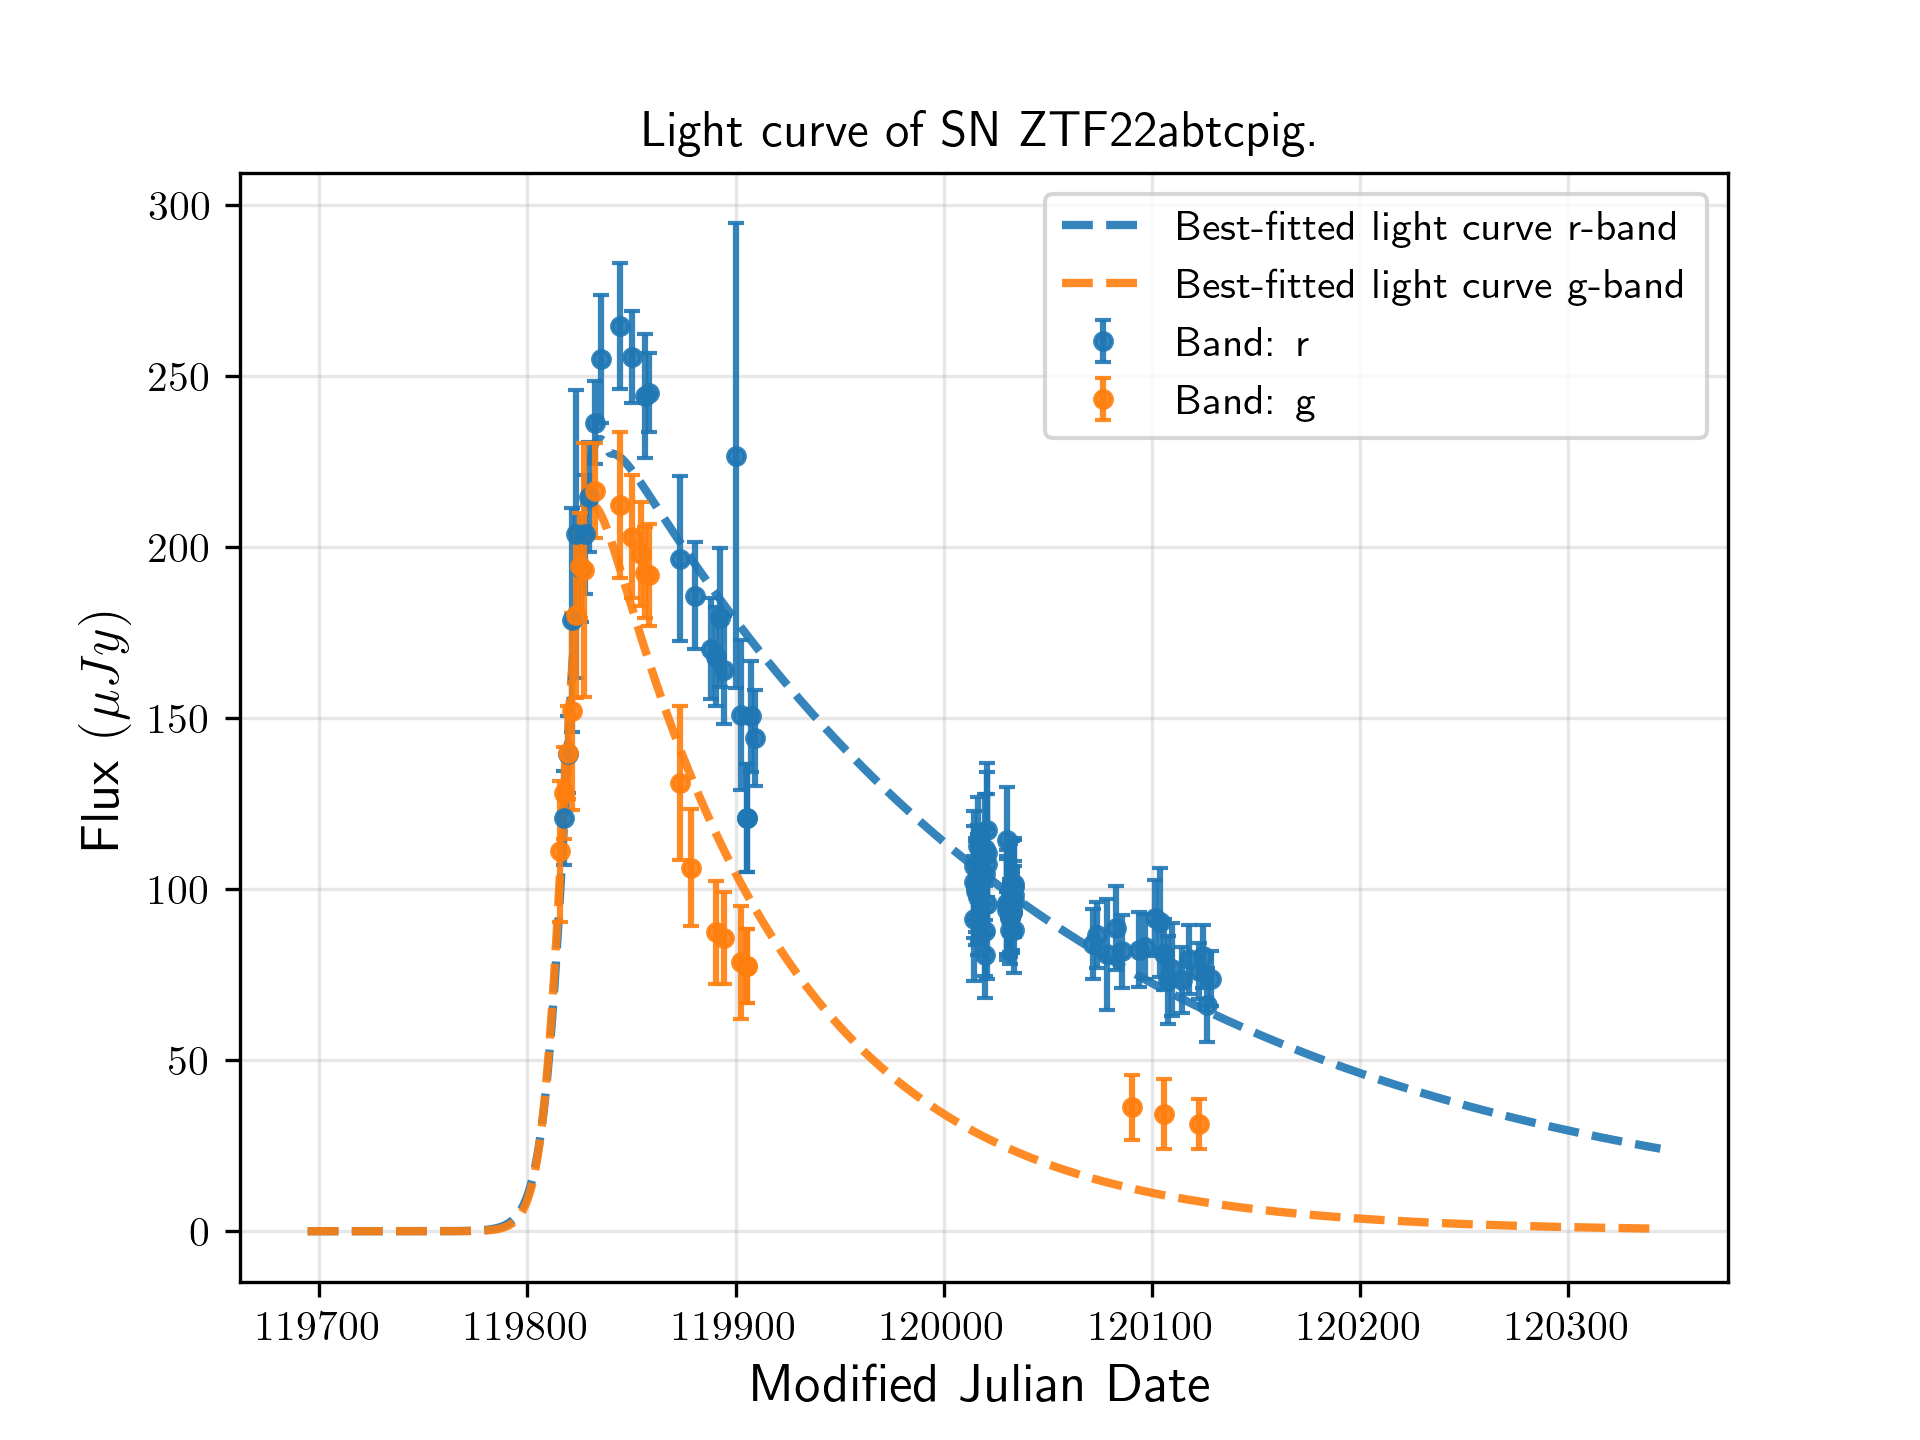 Light curve of SN ZTF22abtcpig.
Best-fitted light curve r-band
Best-fitted light curve g-band
Band: r
Band: g
Flux (μJy)
300
250
200
150
100
50
0
119700 119800 119900 120000 120100 120200 120300
Modified Julian Date